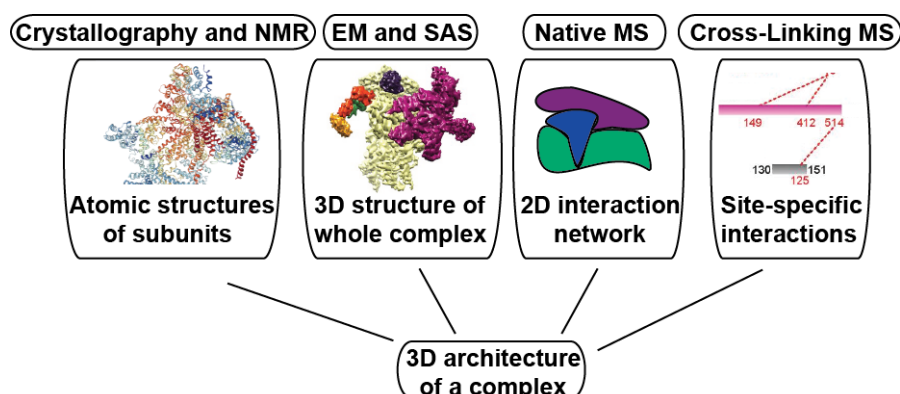 Crystallography and NMR
EM and SAS
Native MS
Cross-Linking MS
149 412 514
130 151
125
Atomic structures
of subunits
3D structure of
whole complex
2D interaction
network
Site-specific
interactions
3D architecture
of a complex